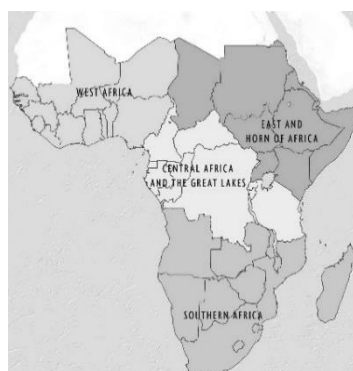 WEST AFRICA
EAST AND
HORN OF AFRICA
CENTRAL AFRICA
AND THE GREAT LAKES
SOUTHERN AFRICA